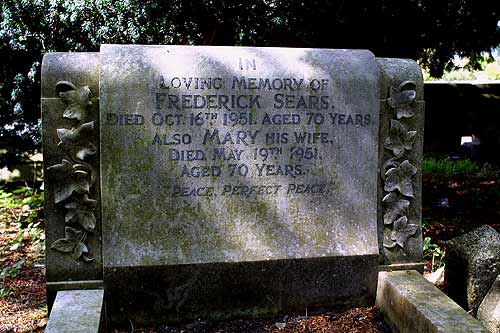 IN
LOVING MEMORY OF
FREDERICK SEARS.
DIED OCT. 16TH 1951. AGED 70 YEARS.
ALSO MARY HIS WIFE,
DIED MAY 19TH 1951.
AGED 70 YEARS.
"PEACE, PERFECT PEACE."